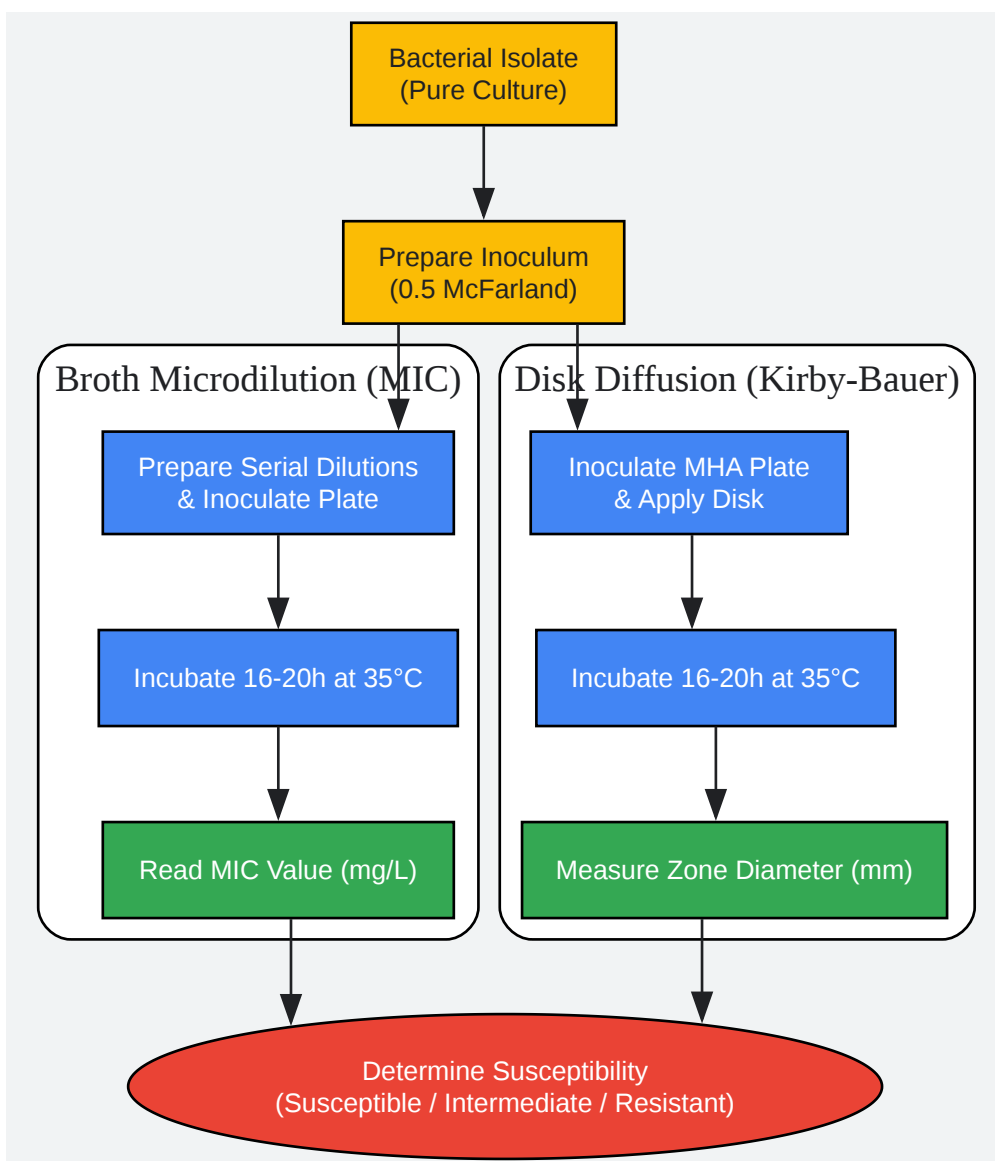 Bacterial Isolate
(Pure Culture)
Prepare Inoculum
(0.5 McFarland)
Broth Microdilution (MIC)
Prepare Serial Dilutions
& Inoculate Plate
Incubate 16-20h at 35°C
Read MIC Value (mg/L)
Disk Diffusion (Kirby-Bauer)
Inoculate MHA Plate
& Apply Disk
Incubate 16-20h at 35°C
Measure Zone Diameter (mm)
Determine Susceptibility
(Susceptible / Intermediate / Resistant)